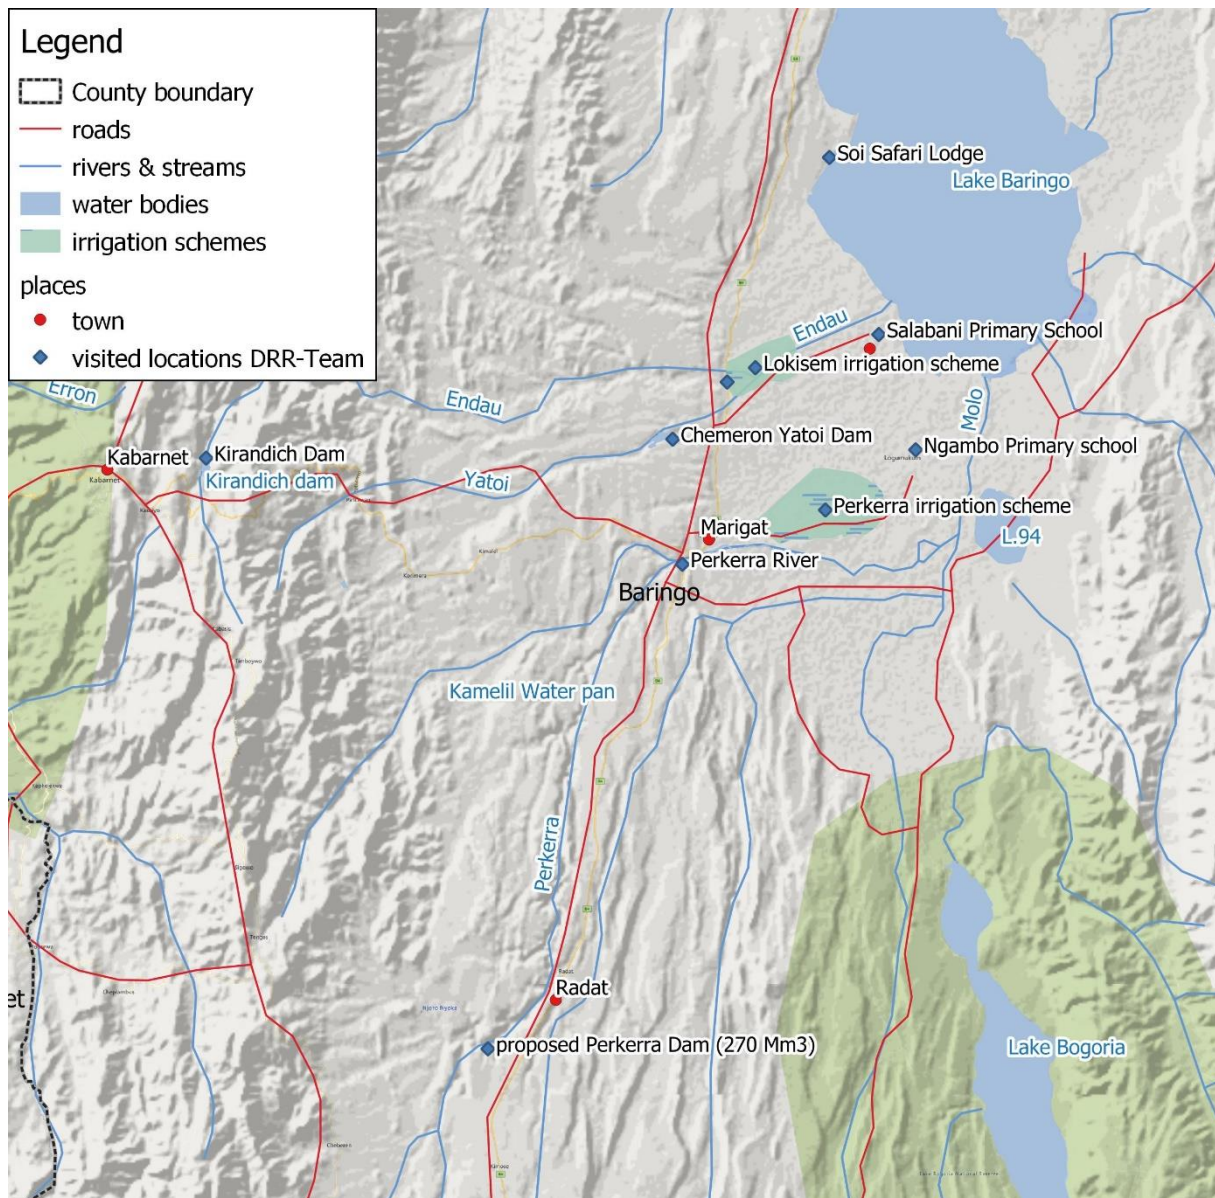 Legend
County boundary
roads
rivers & streams
water bodies
irrigation schemes
places
town
visited locations DRR-Team
Soi Safari Lodge
Lake Baringo
Endau
Salabani Primary School
Lokisem irrigation scheme
Erron
Endau
Molo
Chemeron Yatoi Dam
Ngambo Primary school
Kabarnet
Kabarnet
Kirandich Dam
Kirandich dam
Yatoi
Perkerra irrigation scheme
Marigat
L.94
Perkerra River
Baringo
Kamelil Water pan
Perkerra
Radat
Radat
et
proposed Perkerra Dam (270 Mm3)
Lake Bogoria